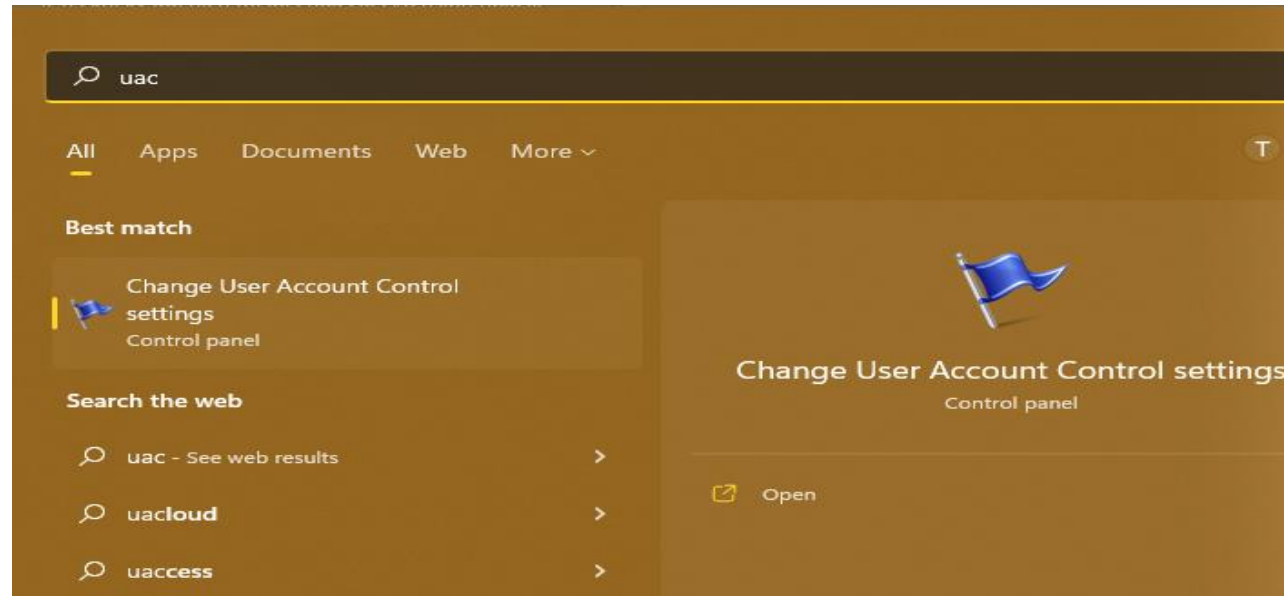 uac
All Apps Documents Web More
T
Best match
Change User Account Control
settings
Control panel
Search the web
uac - See web results
uacloud
uaccess
Change User Account Control settings
Control panel
Open